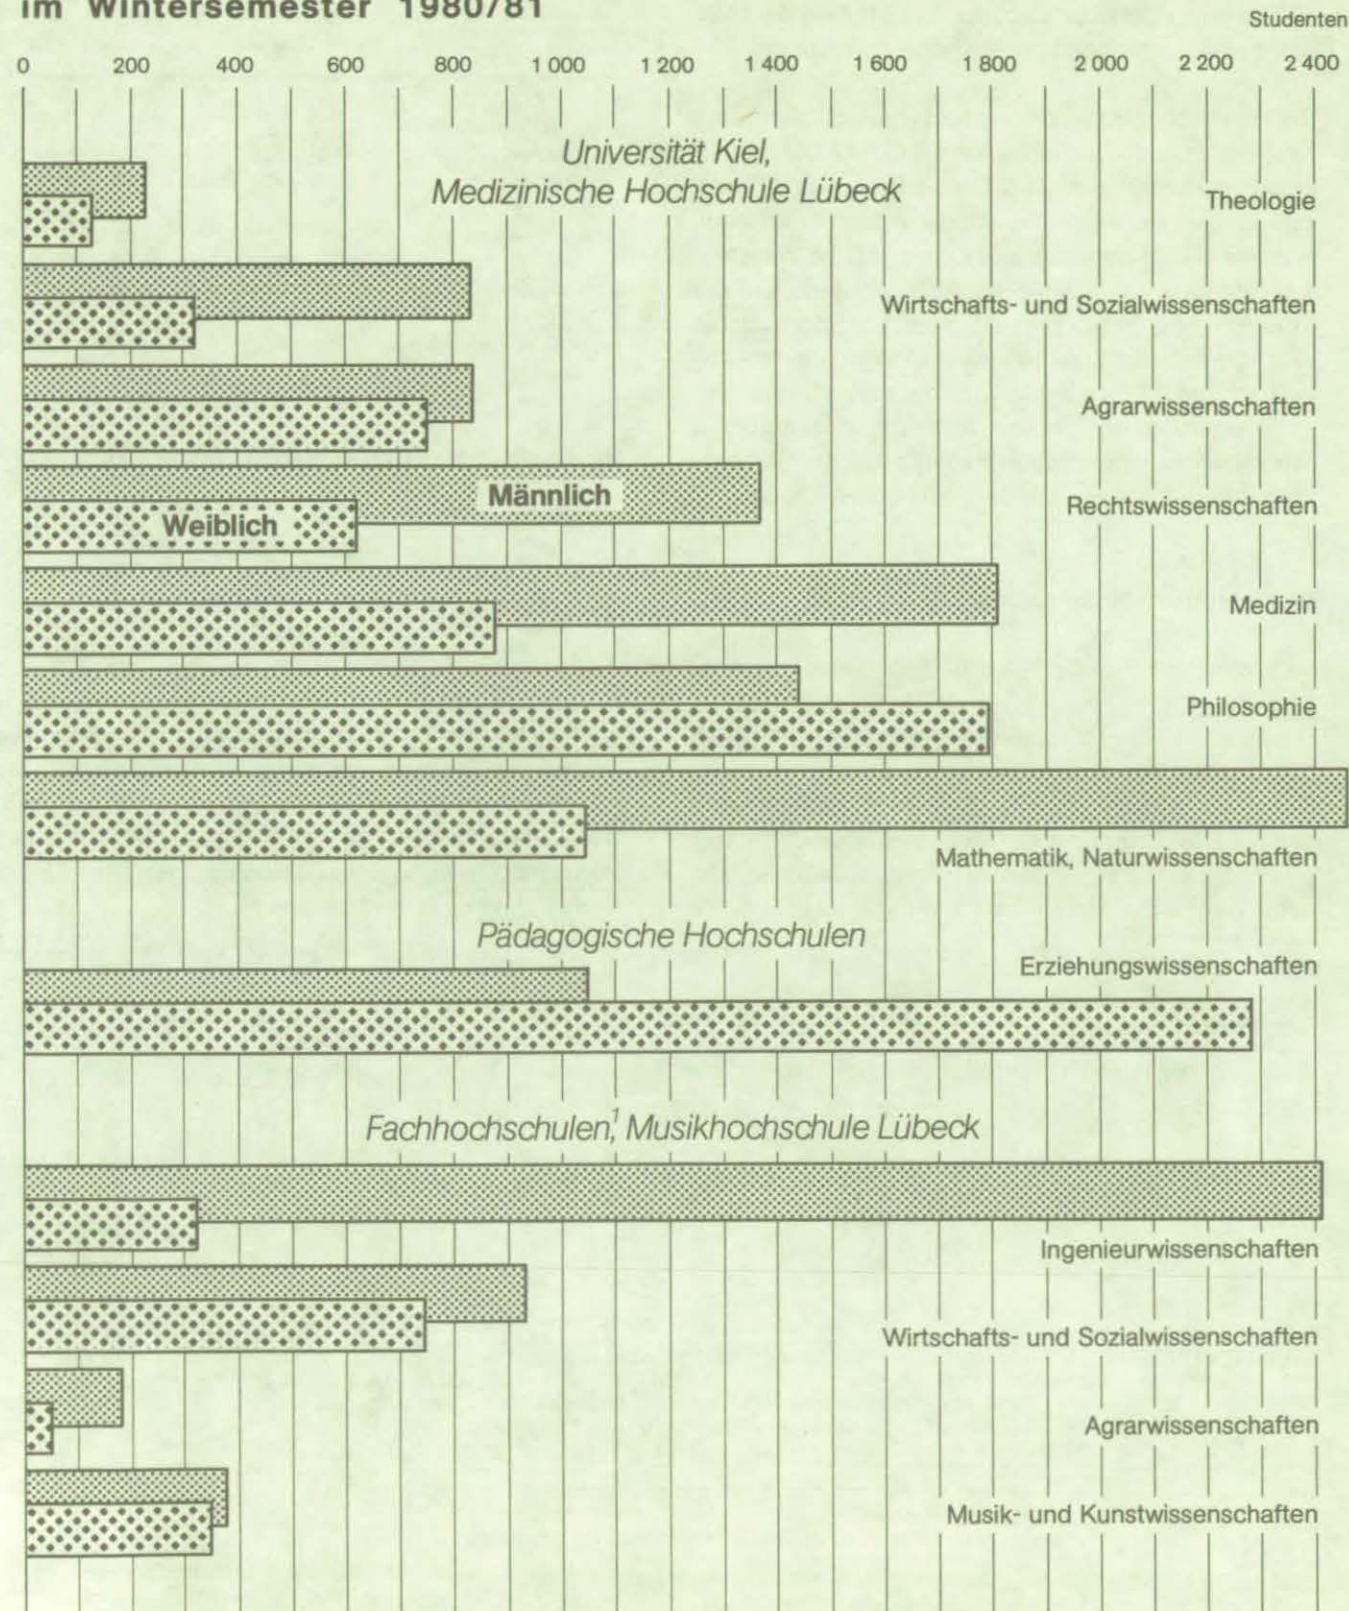 im Wintersemester 1980/81
Studenten
0 200 400 600 800 1 000 1 200 1 400 1 600 1 800 2 000 2 200 2 400
Universität Kiel,
Medizinische Hochschule Lübeck
Theologie
Wirtschafts- und Sozialwissenschaften
Agrarwissenschaften
Männlich
Rechtswissenschaften
Weiblich
Medizin
Philosophie
Mathematik, Naturwissenschaften
Pädagogische Hochschulen
Erziehungswissenschaften
Fachhochschulen,¹ Musikhochschule Lübeck
Ingenieurwissenschaften
Wirtschafts- und Sozialwissenschaften
Agrarwissenschaften
Musik- und Kunstwissenschaften